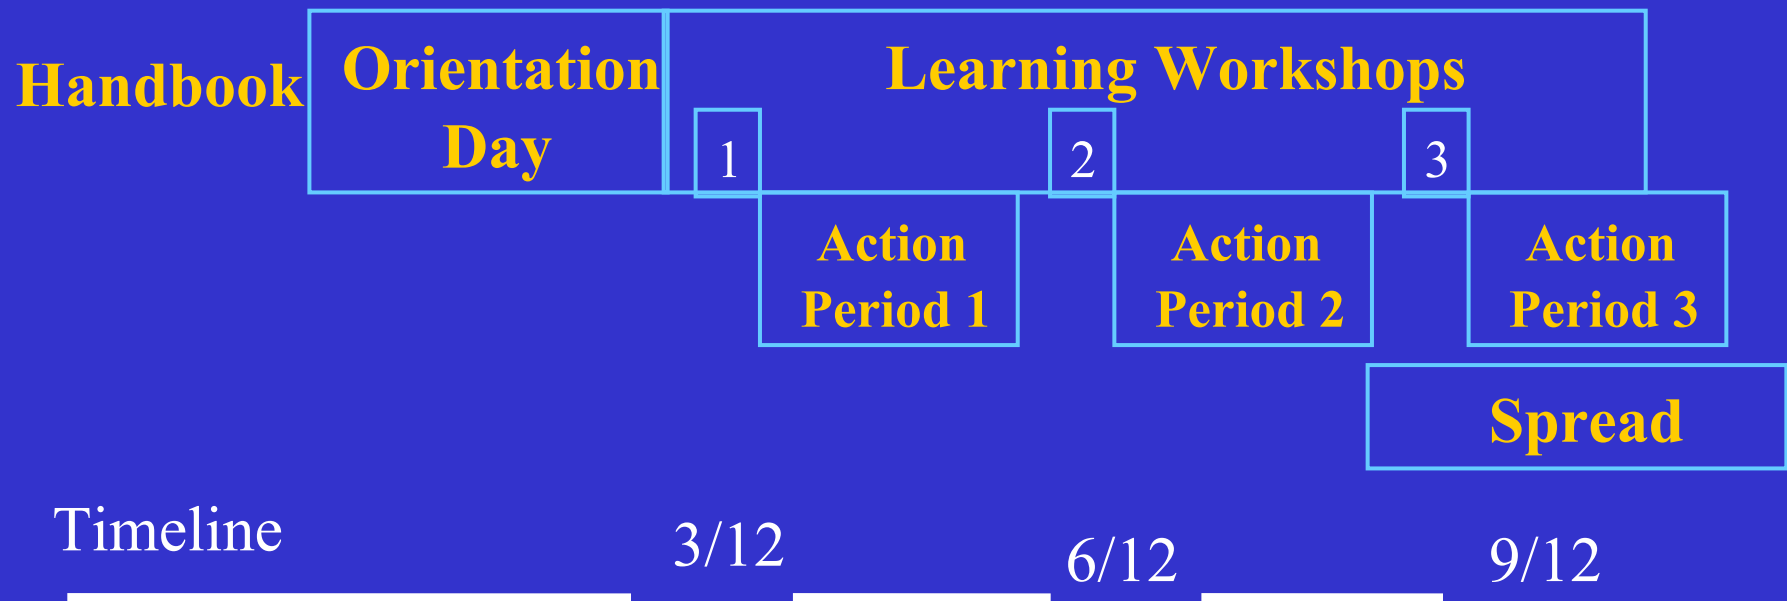 Handbook
Orientation
Day
Learning Workshops
1
2
3
Action
Period 1
Action
Period 2
Action
Period 3
Spread
Timeline
3/12
6/12
9/12